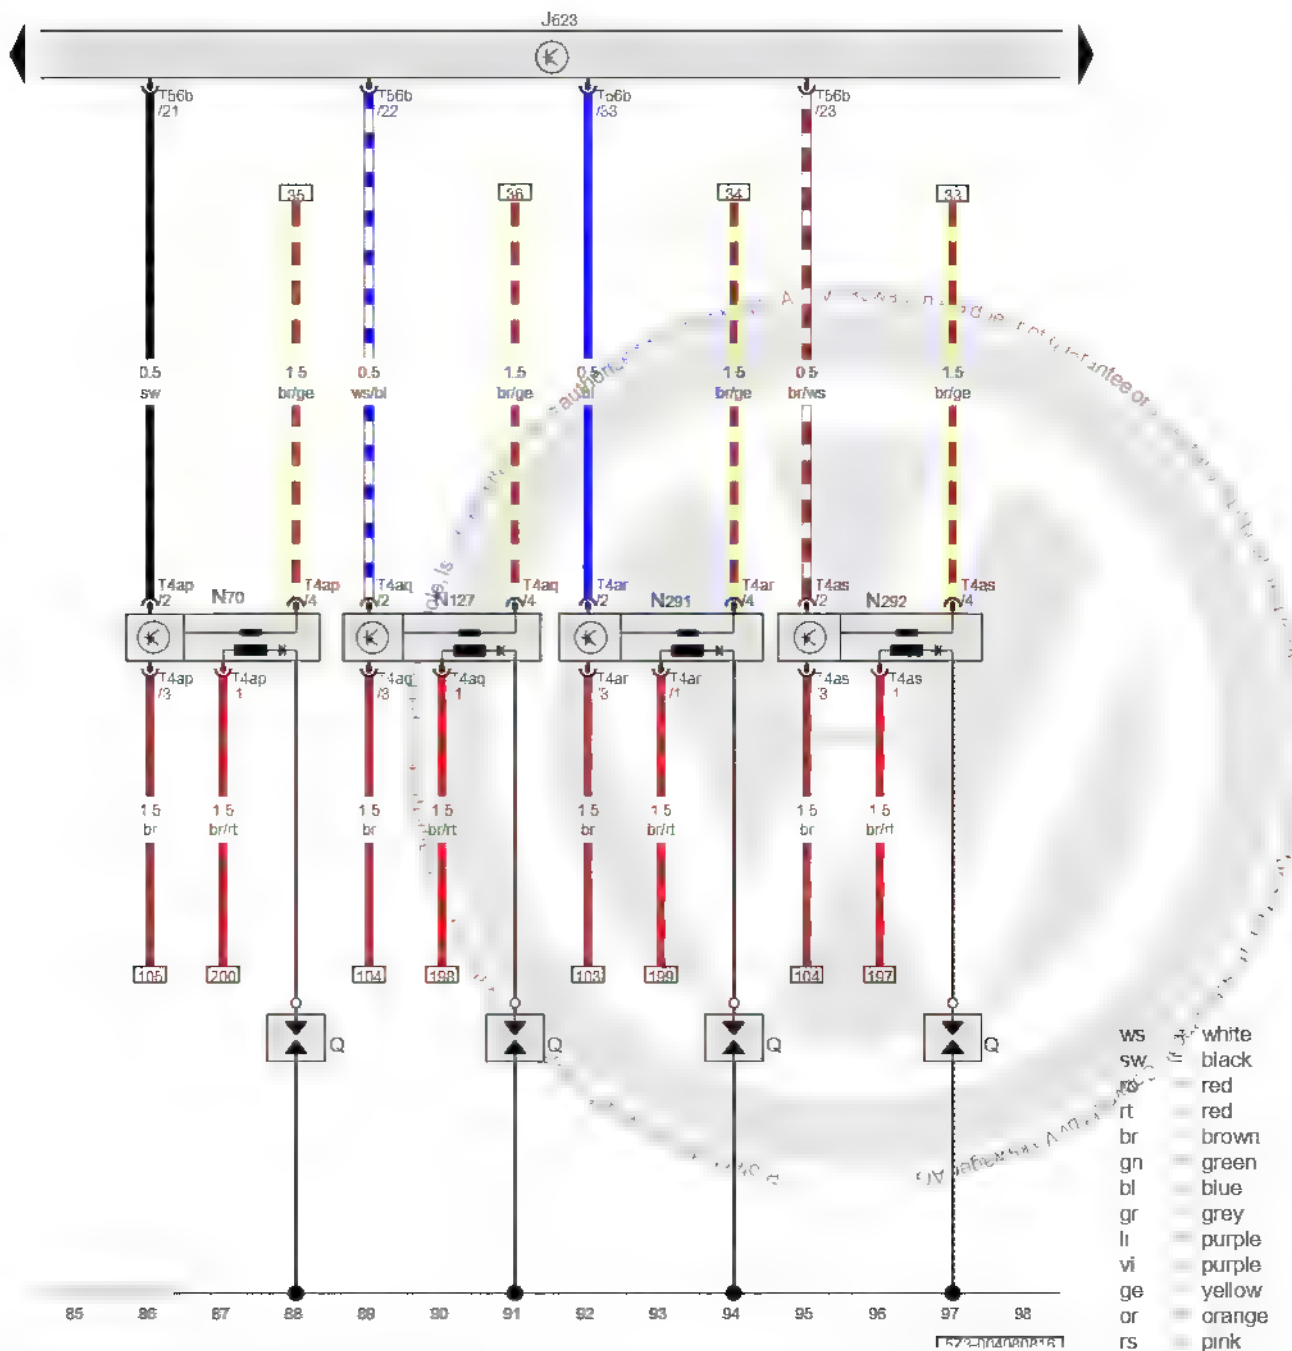 J623
T56b
/21
T56b
/22
/33
T56b
/23
35
36
34
33
0.5
sw
1.5
br/ge
0.5
ws/bl
1.5
br/ge
0.5
bl
1.5
br/ge
0.5
br/ws
1.5
br/ge
T4ap
/2
N70
T4ap
/4
T4aq
/2
N127
T4aq
/4
T4ar
/2
N291
T4ar
/4
T4as
/2
N292
T4as
/4
T4ap
/3
T4ap
1
T4aq
/3
T4aq
1
T4ar
3
T4ar
/1
T4as
3
T4as
1
1.5
br
1.5
br/rt
1.5
br
1.5
br/rt
1.5
br
1.5
br/rt
1.5
br
1.5
br/rt
105
200
104
198
103
199
104
197
Q
Q
Q
Q
ws = white
sw = black
ro = red
rt = red
br = brown
gn = green
bl = blue
gr = grey
li = purple
vi = purple
ge = yellow
or = orange
rs = pink
85 86 87 88 89 90 91 92 93 94 95 96 97 98